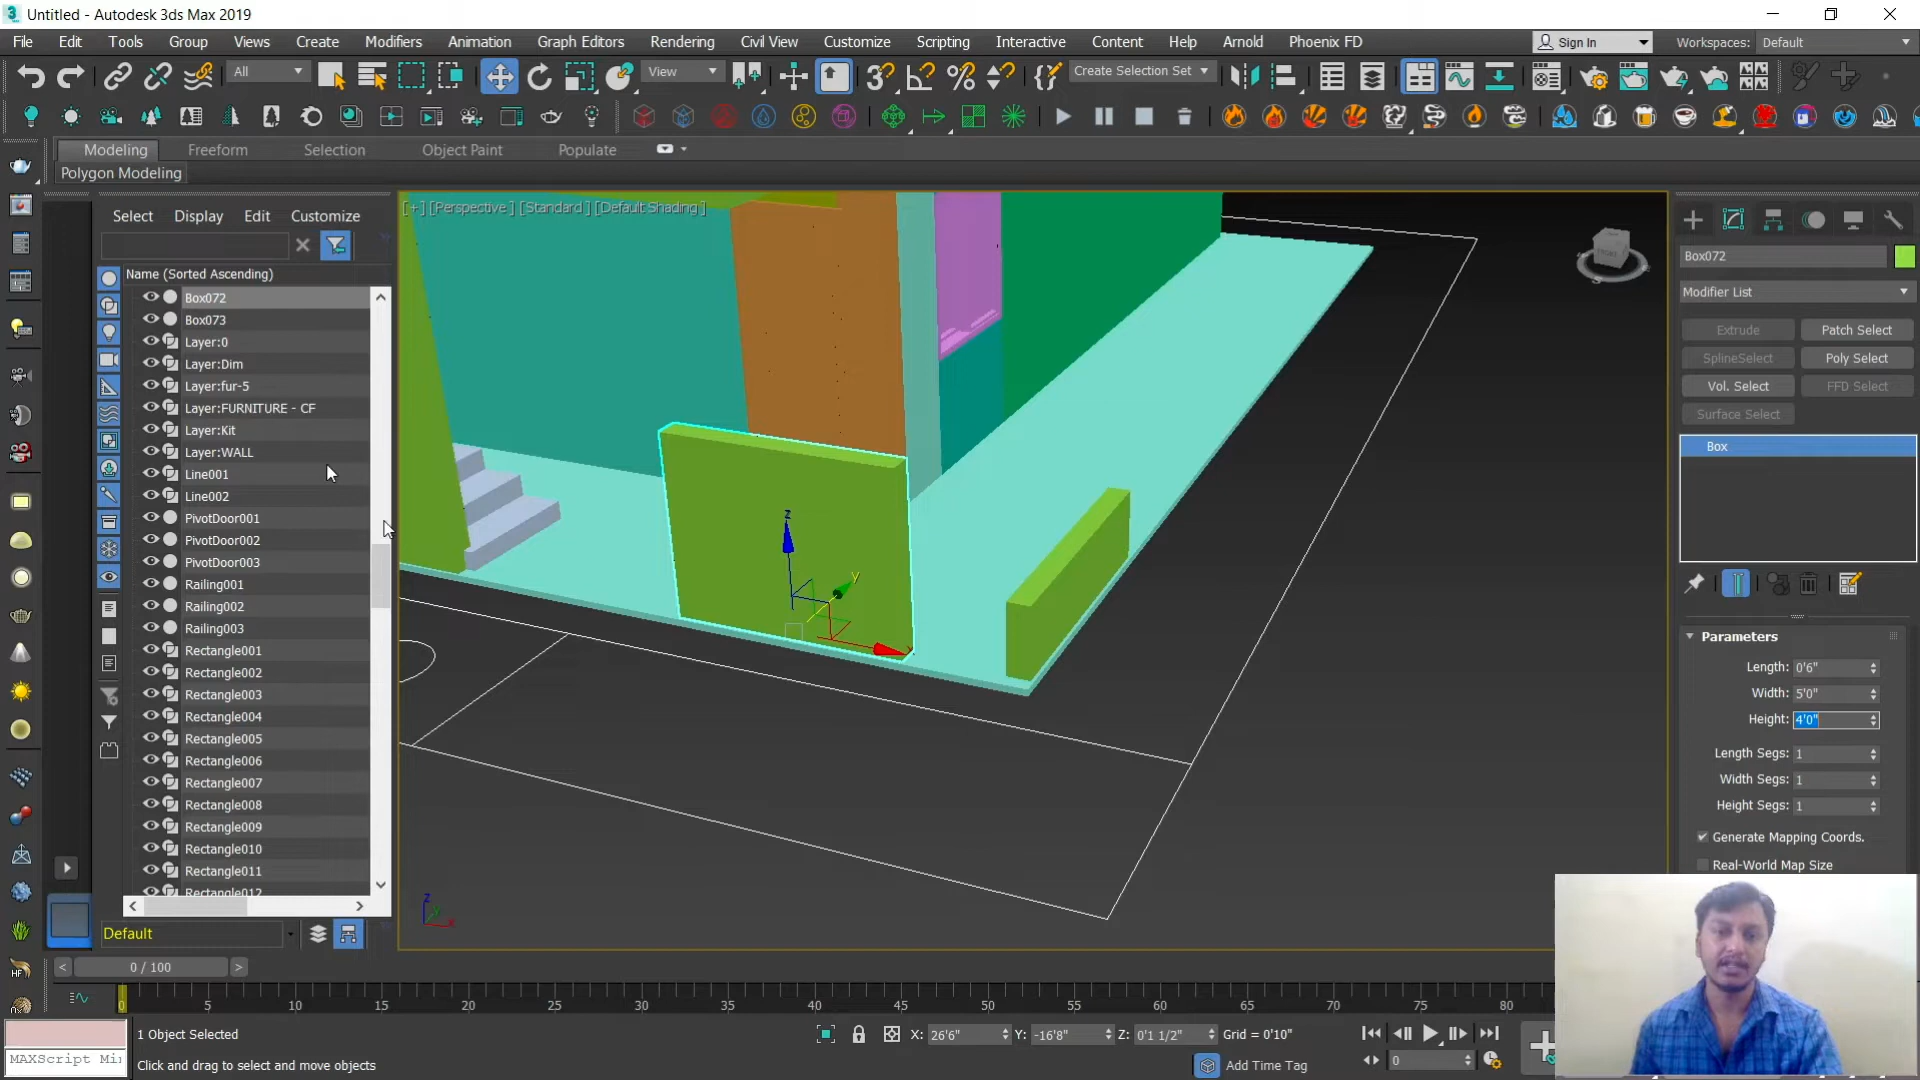 Untitled - Autodesk 3ds Max 2019
File Edit Tools Group Views Create Modifiers Animation Graph Editors Rendering Civil View Customize Scripting Interactive Content Help Arnold Phoenix FD Sign In Workspaces: Default
All View Create Selection Set
Modeling Freeform Selection Object Paint Populate
Polygon Modeling
Select Display Edit Customize
[+] [Perspective] [Standard] [Default Shading]
Name (Sorted Ascending)
Box072
Box073
Layer:0
Layer:Dim
Layer:fur-5
Layer:FURNITURE - CF
Layer:Kit
Layer:WALL
Line001
Line002
PivotDoor001
PivotDoor002
PivotDoor003
Railing001
Railing002
Railing003
Rectangle001
Rectangle002
Rectangle003
Rectangle004
Rectangle005
Rectangle006
Rectangle007
Rectangle008
Rectangle009
Rectangle010
Rectangle011
Rectangle012
Default
z
y
FRONT
z
x
Box072
Modifier List
Extrude Patch Select
SplineSelect Poly Select
Vol. Select FFD Select
Surface Select
Box
Parameters
Length: 0'6"
Width: 5'0"
Height: 4'0"
Length Segs: 1
Width Segs: 1
Height Segs: 1
Generate Mapping Coords.
Real-World Map Size
< 0 / 100 >
0 5 10 15 20 25 30 35 40 45 50 55 60 65 70 75 80
1 Object Selected X: 26'6" Y: -16'8" Z: 0'1 1/2" Grid = 0'10"
MAXScript Mi Click and drag to select and move objects Add Time Tag 0